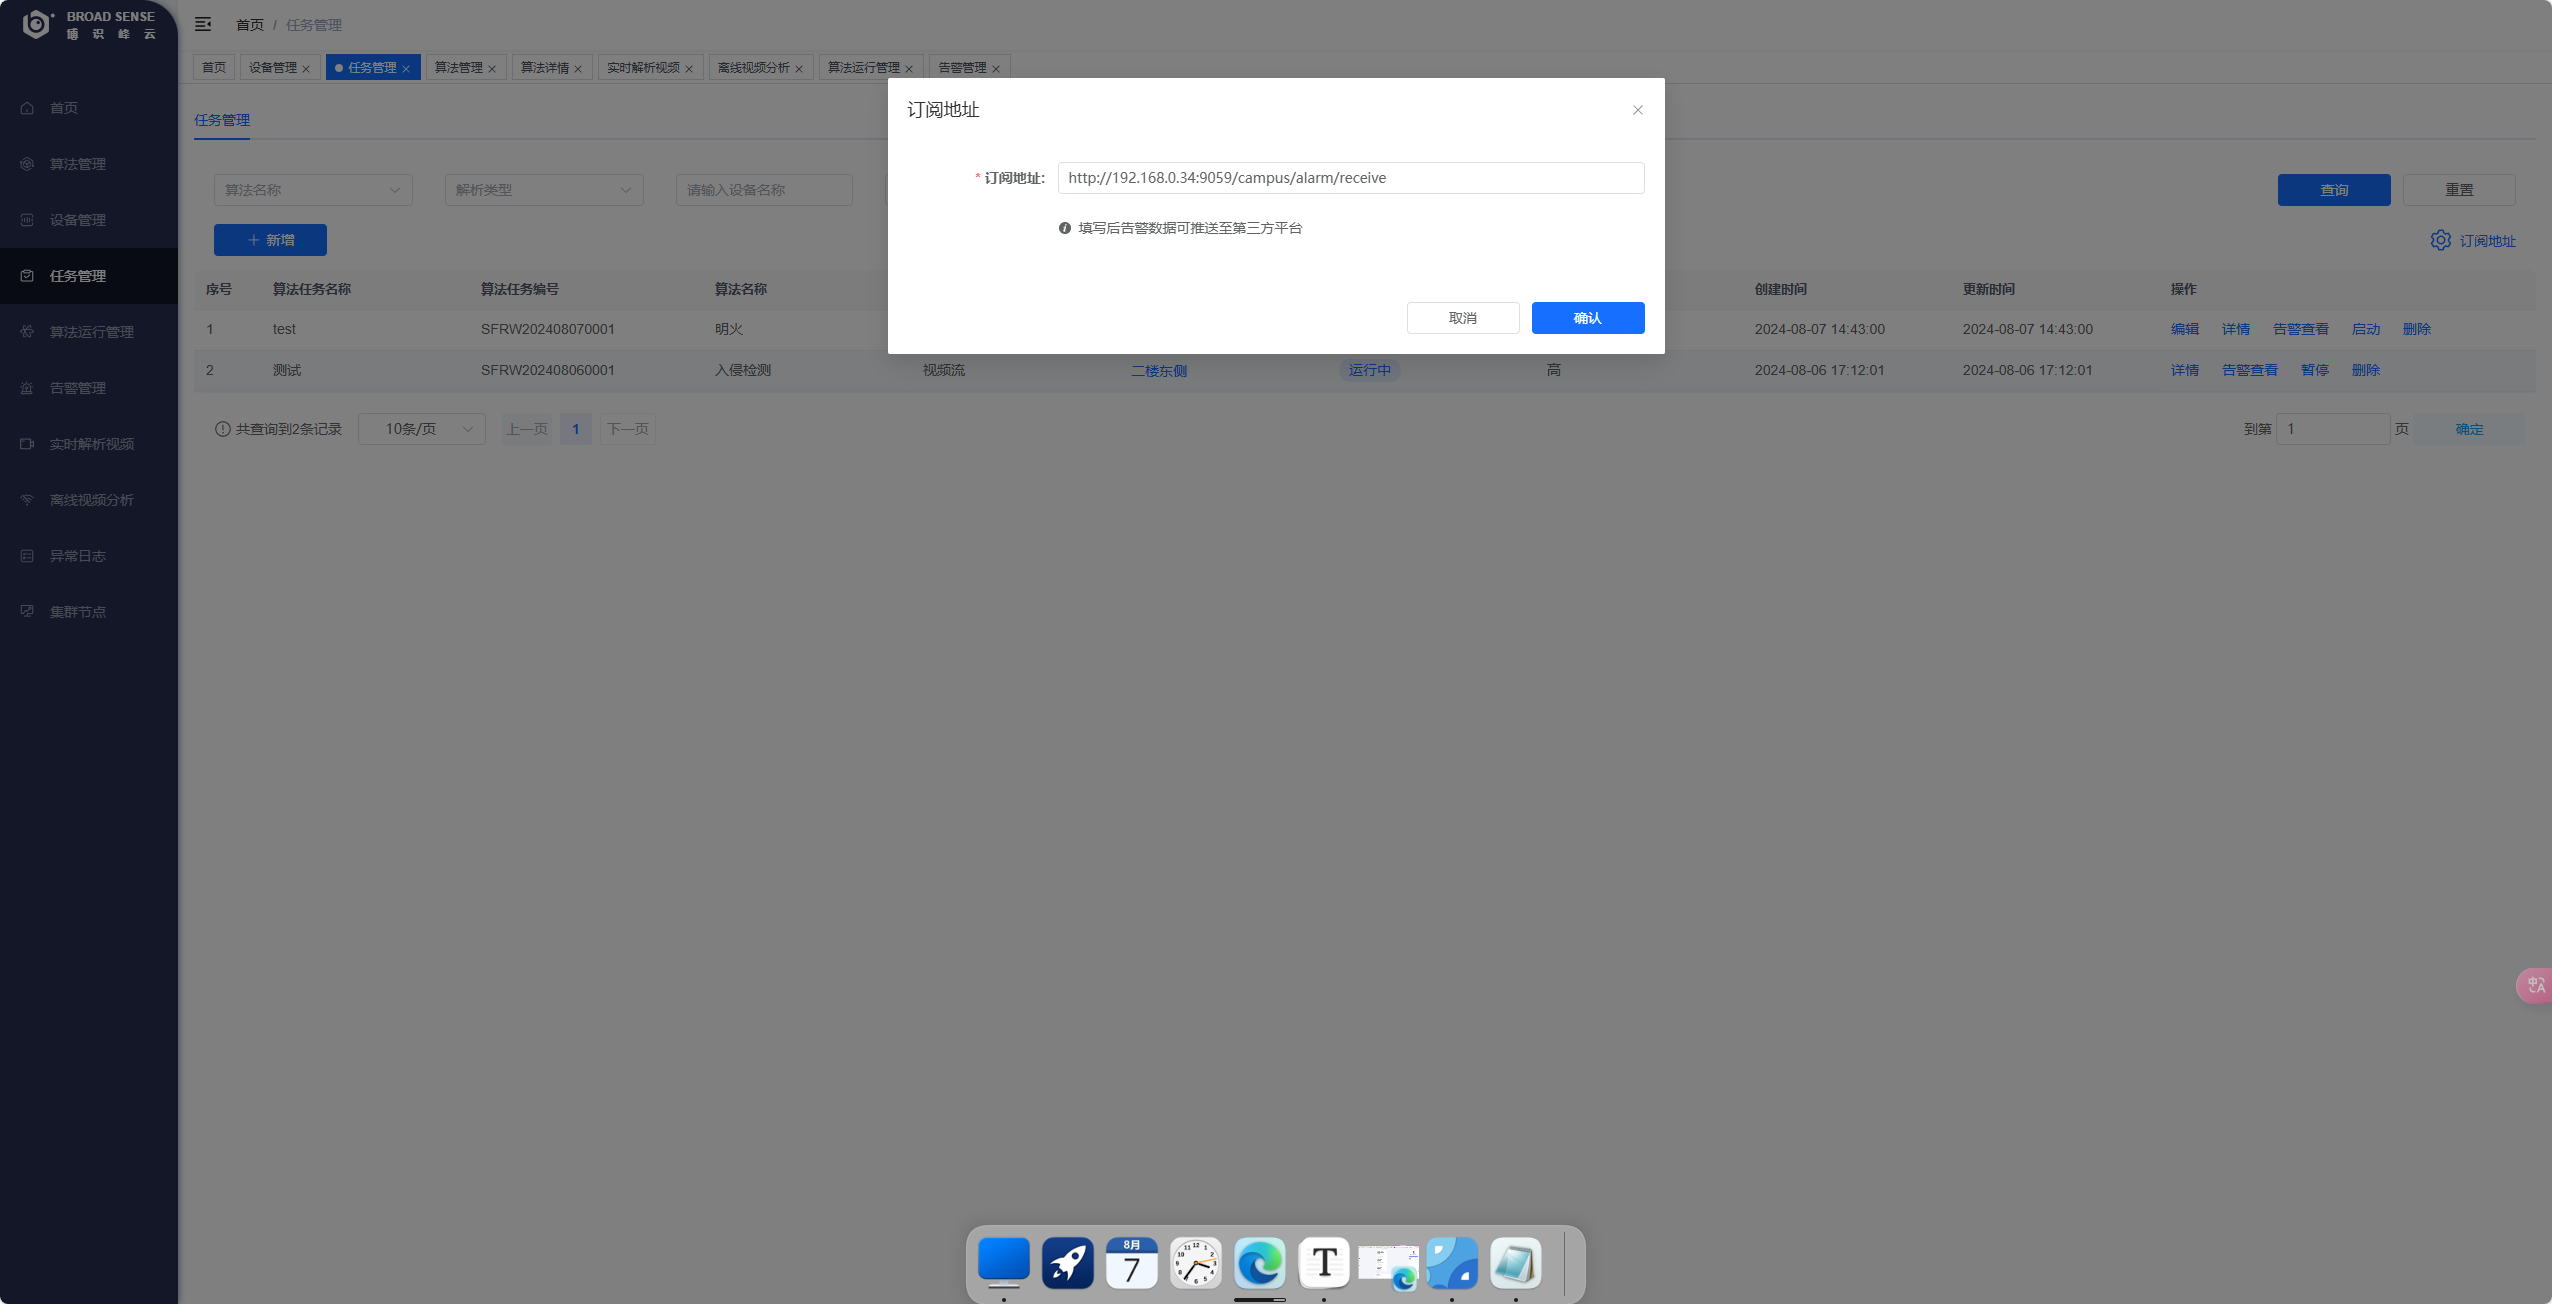 BROAD SENSE
博 识 峰 云
首页 / 任务管理
首页 设备管理 任务管理 算法管理 算法详情 实时解析视频 离线视频分析 算法运行管理 告警管理
首页
算法管理
设备管理
任务管理
算法运行管理
告警管理
实时解析视频
离线视频分析
异常日志
集群节点
任务管理
算法名称 解析类型 请输入设备名称 查询 重置
新增 订阅地址
序号 算法任务名称 算法任务编号 算法名称 创建时间 更新时间 操作
1 test SFRW202408070001 明火 2024-08-07 14:43:00 2024-08-07 14:43:00 编辑 详情 告警查看 启动 删除
2 测试 SFRW202408060001 入侵检测 视频流 二楼东侧 运行中 高 2024-08-06 17:12:01 2024-08-06 17:12:01 详情 告警查看 暂停 删除
共查询到2条记录 10条/页 上一页 1 下一页 到第 1 页 确定
订阅地址
* 订阅地址: http://192.168.0.34:9059/campus/alarm/receive
填写后告警数据可推送至第三方平台
取消 确认
中A
8月
7
T